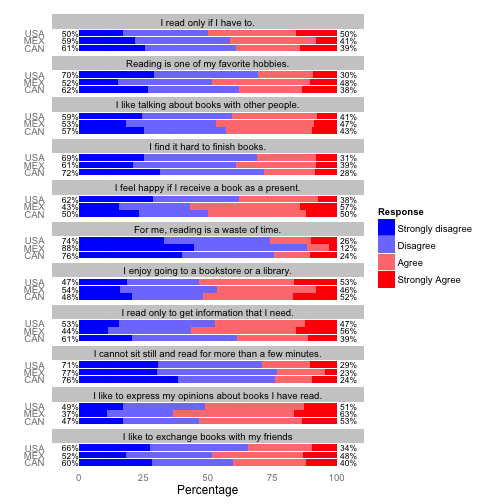 I read only if I have to.
USA 50% 50%
MEX 59% 41%
CAN 61% 39%
Reading is one of my favorite hobbies.
USA 70% 30%
MEX 52% 48%
CAN 62% 38%
I like talking about books with other people.
USA 59% 41%
MEX 53% 47%
CAN 57% 43%
I find it hard to finish books.
USA 69% 31%
MEX 61% 39%
CAN 72% 28%
I feel happy if I receive a book as a present.
USA 62% 38%
MEX 43% 57%
CAN 50% 50%
For me, reading is a waste of time.
USA 74% 26%
MEX 88% 12%
CAN 76% 24%
I enjoy going to a bookstore or a library.
USA 47% 53%
MEX 54% 46%
CAN 48% 52%
I read only to get information that I need.
USA 53% 47%
MEX 44% 56%
CAN 61% 39%
I cannot sit still and read for more than a few minutes.
USA 71% 29%
MEX 77% 23%
CAN 76% 24%
I like to express my opinions about books I have read.
USA 49% 51%
MEX 37% 63%
CAN 47% 53%
I like to exchange books with my friends
USA 66% 34%
MEX 52% 48%
CAN 60% 40%
0 25 50 75 100
Percentage
Response
Strongly disagree
Disagree
Agree
Strongly Agree